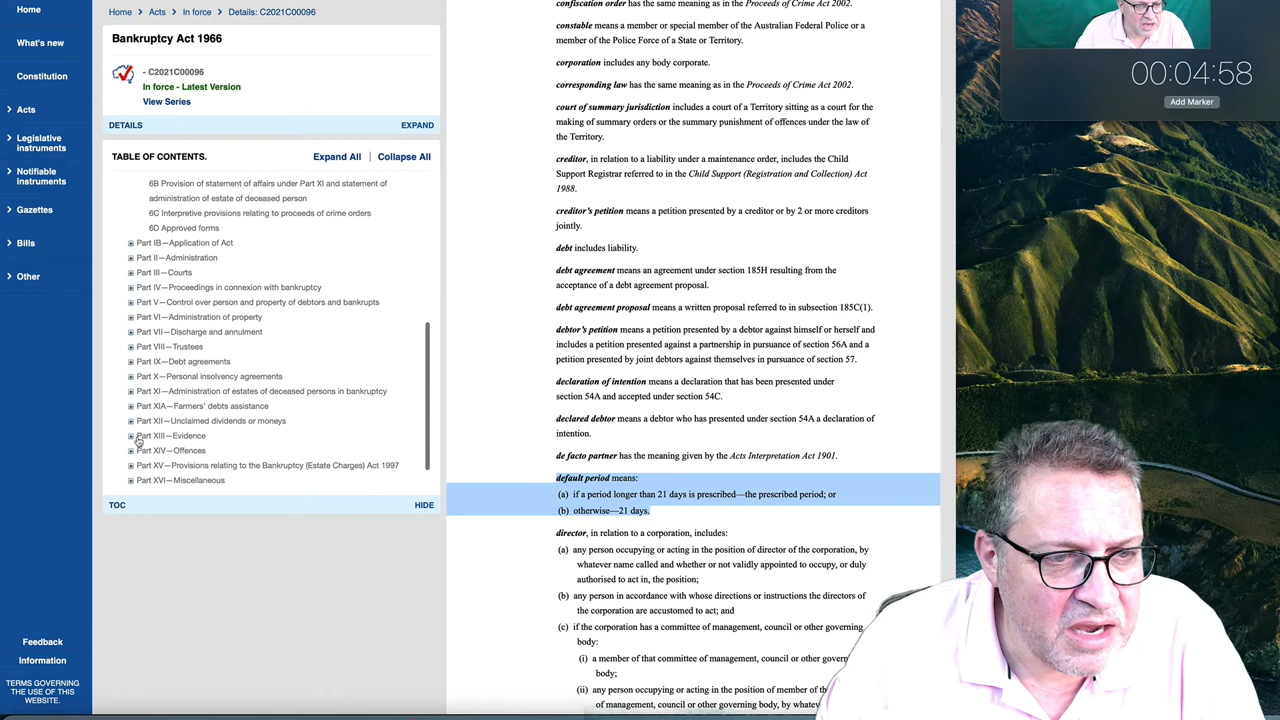 Home
What's new
Constitution
Acts
Legislative
Instruments
Notifiable
Instruments
Gazettes
Bills
Other
Feedback
Information
TERMS GOVERNING
THE USE OF THIS
WEBSITE.
Home > Acts > In force > Details: C2021C00096
Bankruptcy Act 1966
- C2021C00096
In force - Latest Version
View Series
DETAILS EXPAND
TABLE OF CONTENTS. Expand All | Collapse All
6B Provision of statement of affairs under Part XI and statement of
administration of estate of deceased person
6C Interpretive provisions relating to proceeds of crime orders
6D Approved forms
Part IB—Application of Act
Part II—Administration
Part III—Courts
Part IV—Proceedings in connection with bankruptcy
Part V—Control over person and property of debtors and bankrupts
Part VI—Administration of property
Part VII—Discharge and annulment
Part VIII—Trustees
Part IX—Debt agreements
Part X—Personal insolvency agreements
Part XI—Administration of estates of deceased persons in bankruptcy
Part XIA—Farmers' debts assistance
Part XII—Unclaimed dividends or moneys
Part XIII—Evidence
Part XIV—Offences
Part XV—Provisions relating to the Bankruptcy (Estate Charges) Act 1997
Part XVI—Miscellaneous
TOC HIDE
confiscation order has the same meaning as in the Proceeds of Crime Act 2002.
constable means a member or special member of the Australian Federal Police or a
member of the Police Force of a State or Territory.
corporation includes any body corporate.
corresponding law has the same meaning as in the Proceeds of Crime Act 2002.
court of summary jurisdiction includes a court of a Territory sitting as a court for the
making of summary orders or the summary punishment of offences under the law of
the Territory.
creditor, in relation to a liability under a maintenance order, includes the Child
Support Registrar referred to in the Child Support (Registration and Collection) Act
1988.
creditor's petition means a petition presented by a creditor or by 2 or more creditors
jointly.
debt includes liability.
debt agreement means an agreement under section 185H resulting from the
acceptance of a debt agreement proposal.
debt agreement proposal means a written proposal referred to in subsection 185C(1).
debtor's petition means a petition presented by a debtor against himself or herself and
includes a petition presented against a partnership in pursuance of section 56A and a
petition presented by joint debtors against themselves in pursuance of section 57.
declaration of intention means a declaration that has been presented under
section 54A and accepted under section 54C.
declared debtor means a debtor who has presented under section 54A a declaration of
intention.
de facto partner has the meaning given by the Acts Interpretation Act 1901.
default period means:
(a) if a period longer than 21 days is prescribed—the prescribed period; or
(b) otherwise—21 days.
director, in relation to a corporation, includes:
(a) any person occupying or acting in the position of director of the corporation, by
whatever name called and whether or not validly appointed to occupy, or duly
authorised to act in, the position;
(b) any person in accordance with whose directions or instructions the directors of
the corporation are accustomed to act; and
(c) if the corporation has a committee of management, council or other governing
body:
(i) a member of that committee of management, council or other
body;
(ii) any person occupying or acting in the position of member of
of management, council or other governing body, by
00:04:58
Add Marker